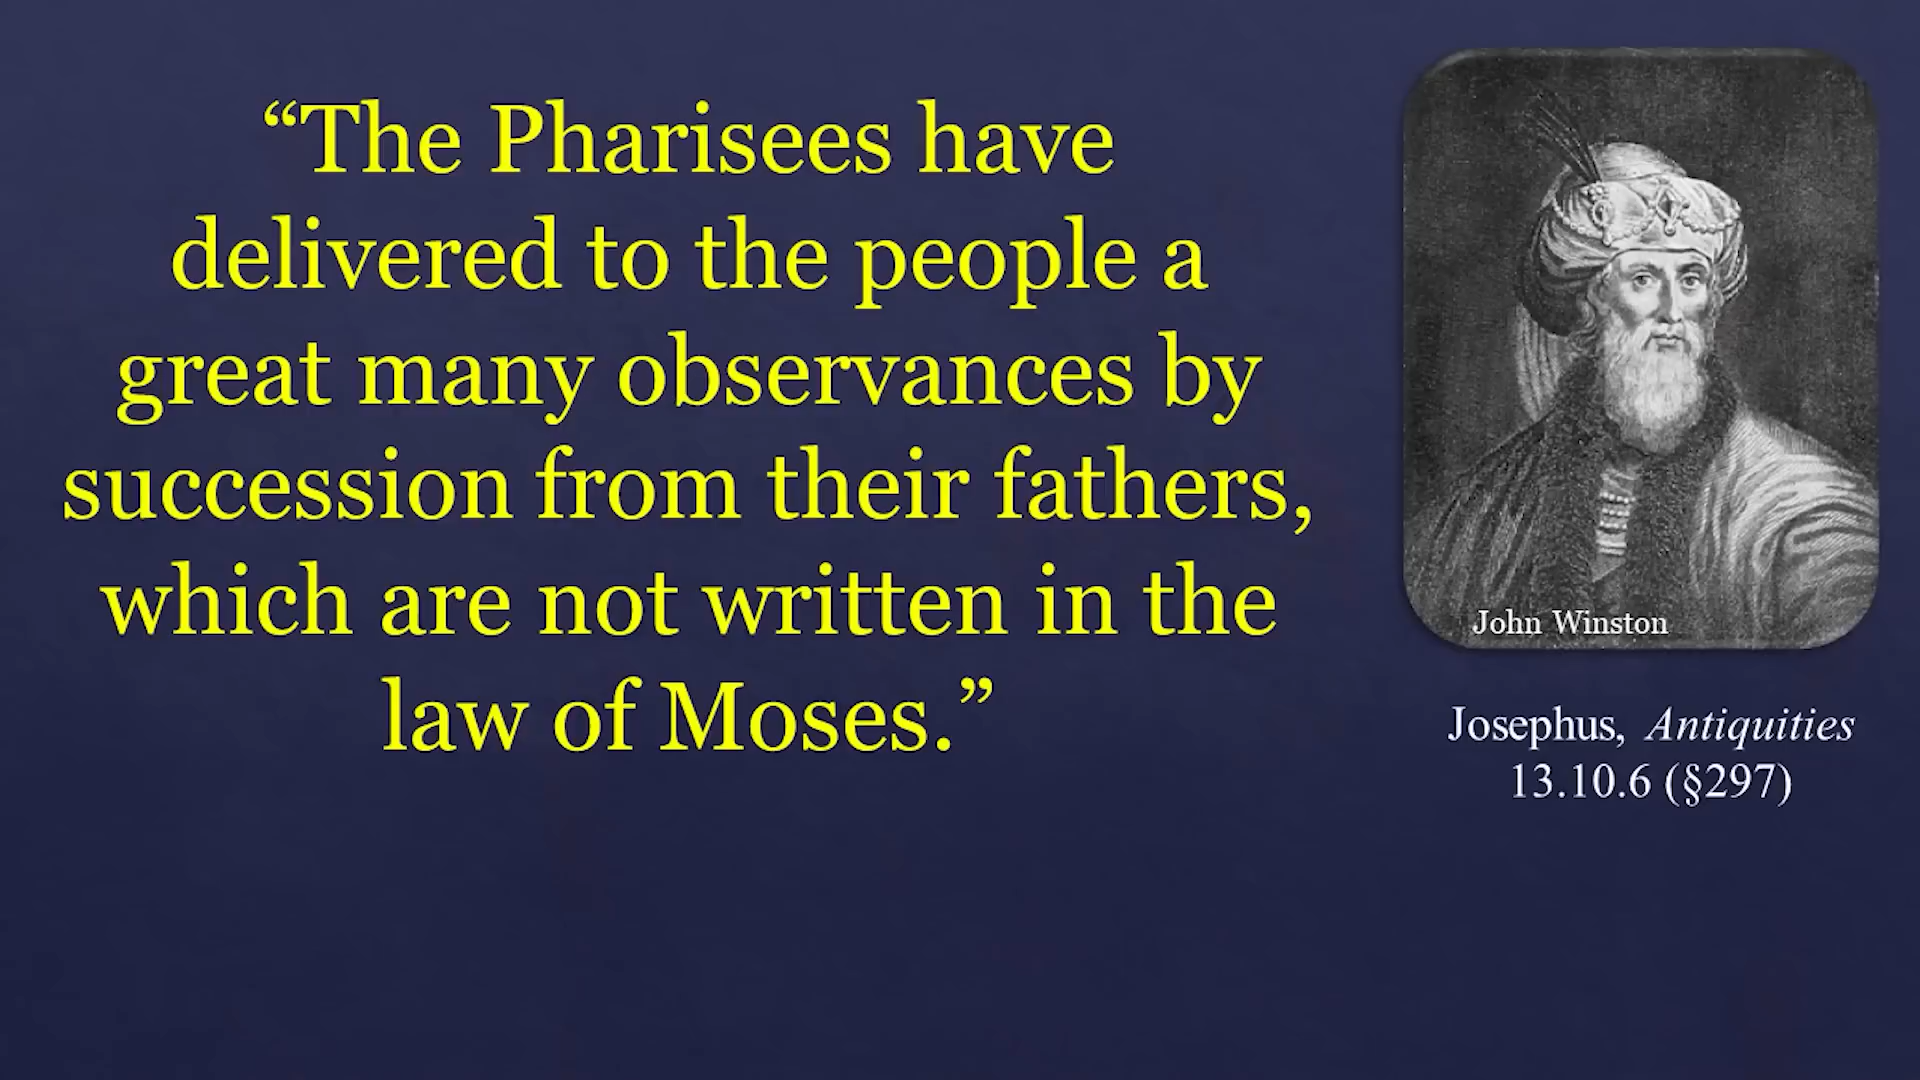 “The Pharisees have
delivered to the people a
great many observances by
succession from their fathers,
which are not written in the
law of Moses.”
John Winston
Josephus, Antiquities
13.10.6 (§297)